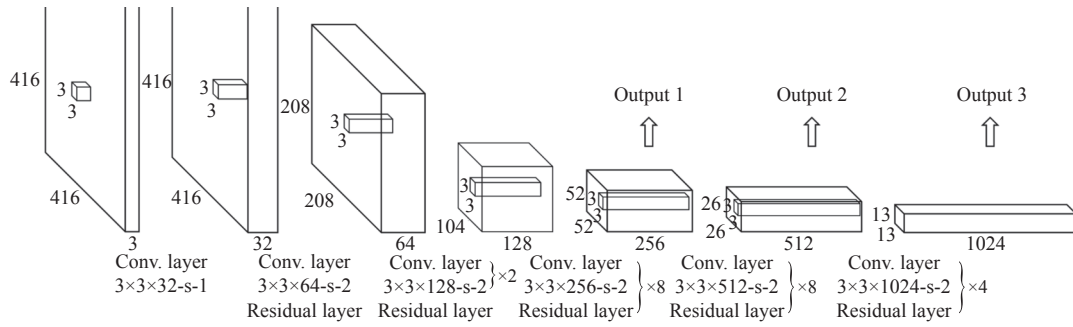 Output 1
Output 2
Output 3
416
3
3
416
3
416
3
3
416
32
208
3
3
208
64
3
3
104
128
52
3
3
52
256
26
3
3
26
512
13
13
1024
Conv. layer
3×3×32-s-1
Conv. layer
3×3×64-s-2
Residual layer
Conv. layer
3×3×128-s-2
Residual layer
×2
Conv. layer
3×3×256-s-2
Residual layer
×8
Conv. layer
3×3×512-s-2
Residual layer
×8
Conv. layer
3×3×1024-s-2
Residual layer
×4